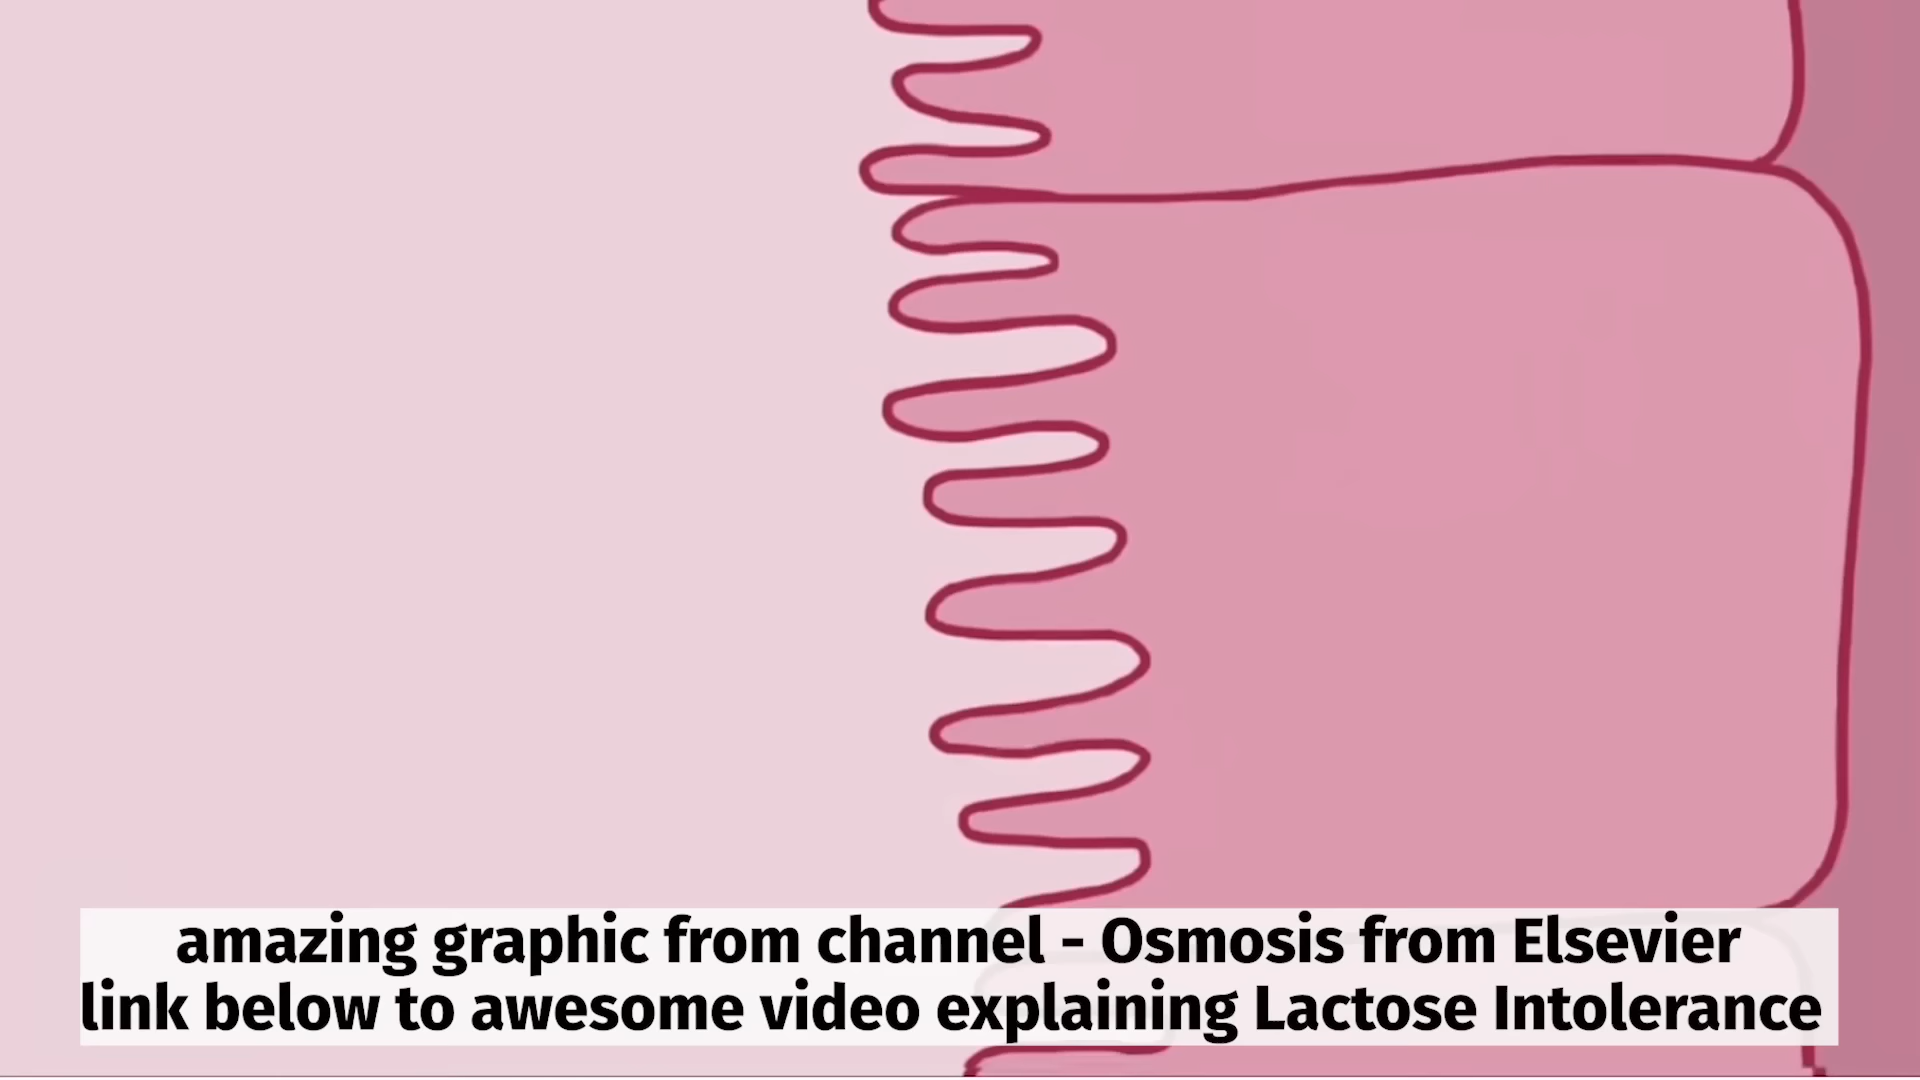 amazing graphic from channel - Osmosis from Elsevier
link below to awesome video explaining Lactose Intolerance